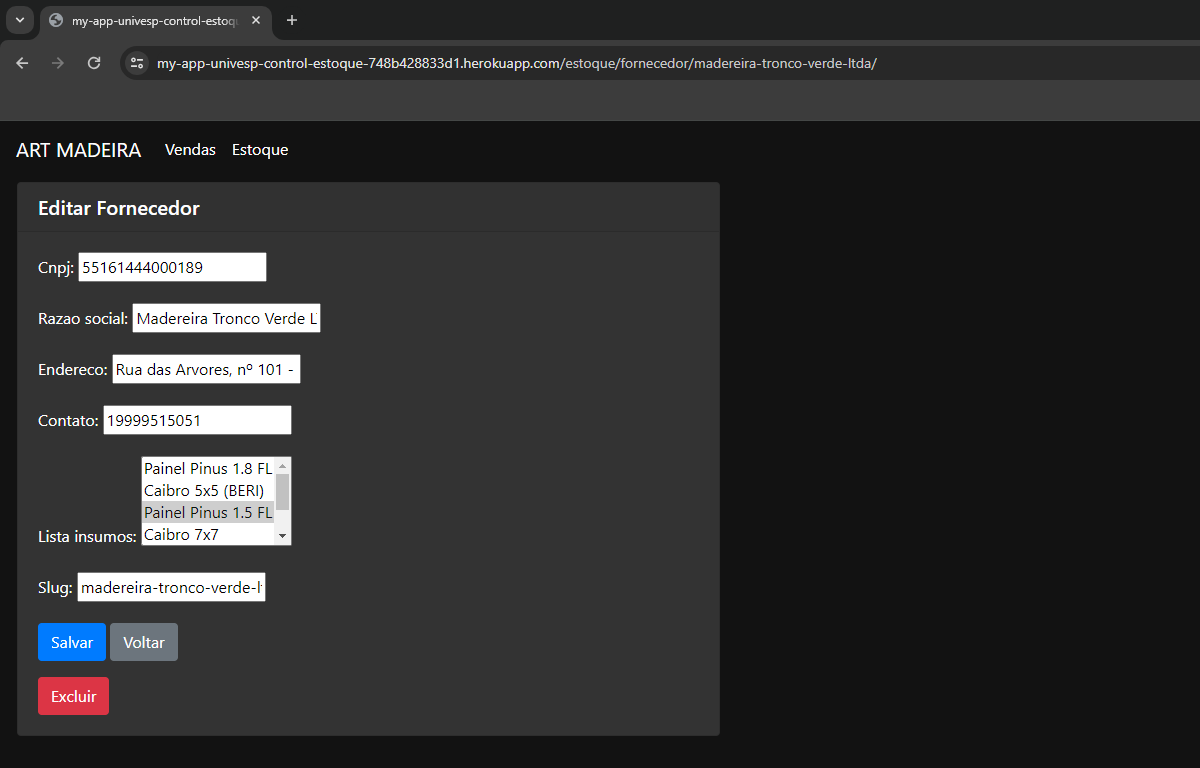 my-app-univesp-control-estoqu
my-app-univesp-control-estoque-748b428833d1.herokuapp.com/estoque/fornecedor/madereira-tronco-verde-ltda/
ART MADEIRA Vendas Estoque
Editar Fornecedor
Cnpj: 55161444000189
Razao social: Madereira Tronco Verde L
Endereco: Rua das Arvores, nº 101 -
Contato: 19999515051
Painel Pinus 1.8 FL
Caibro 5x5 (BERI)
Painel Pinus 1.5 FL
Caibro 7x7
Lista insumos:
Slug: madereira-tronco-verde-l
Salvar Voltar
Excluir